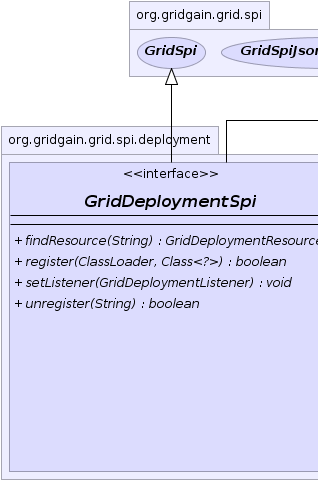 org.gridgain.grid.spi
GridSpi
GridSpiJson
org.gridgain.grid.spi.deployment
<<interface>>
GridDeploymentSpi
+ findResource(String) : GridDeploymentResource
+ register(ClassLoader, Class<?>) : boolean
+ setListener(GridDeploymentListener) : void
+ unregister(String) : boolean